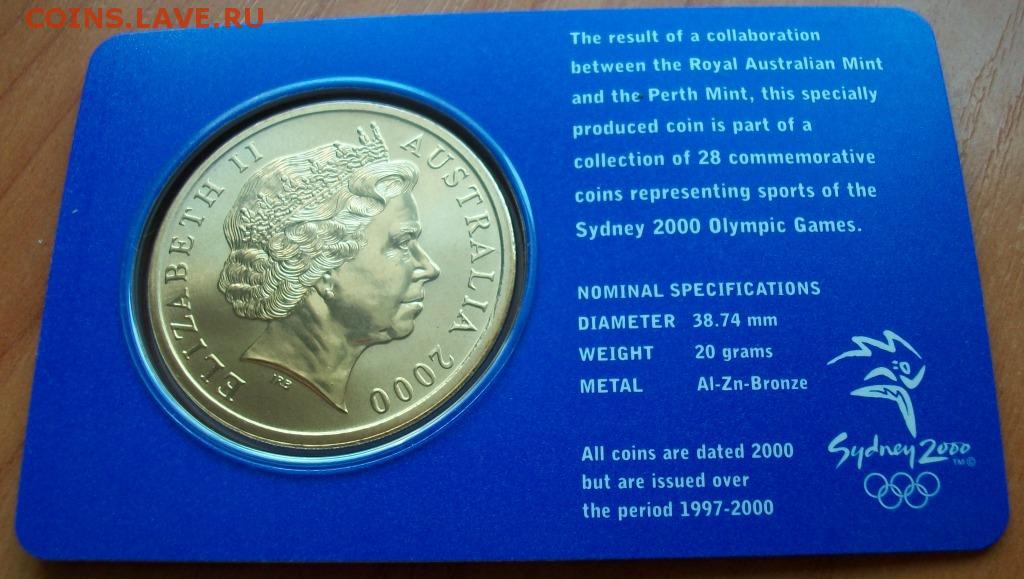 COINS.LAVE.RU
ELIZABETH II AUSTRALIA 2000
IRB
The result of a collaboration
between the Royal Australian Mint
and the Perth Mint, this specially
produced coin is part of a
collection of 28 commemorative
coins representing sports of the
Sydney 2000 Olympic Games.
NOMINAL SPECIFICATIONS
DIAMETER 38.74 mm
WEIGHT 20 grams
METAL Al-Zn-Bronze
All coins are dated 2000
but are issued over
the period 1997-2000
Sydney 2000
TM ©